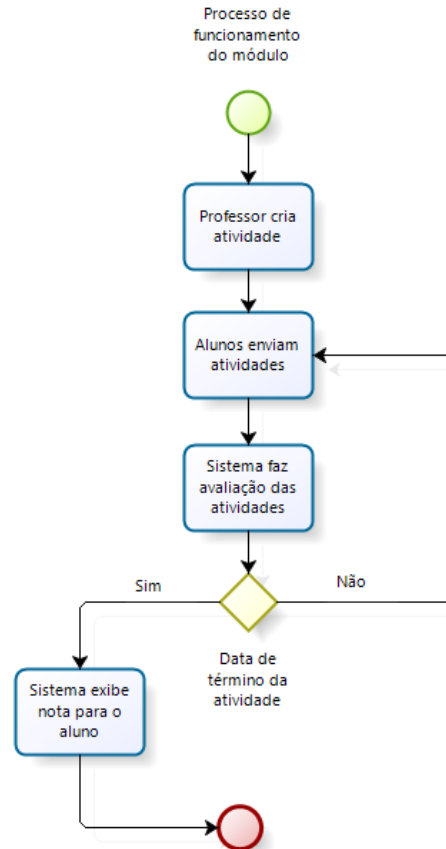 Processo de
funcionamento
do módulo
Professor cria
atividade
Alunos enviam
atividades
Sistema faz
avaliação das
atividades
Sim
Não
Data de
término da
atividade
Sistema exibe
nota para o
aluno